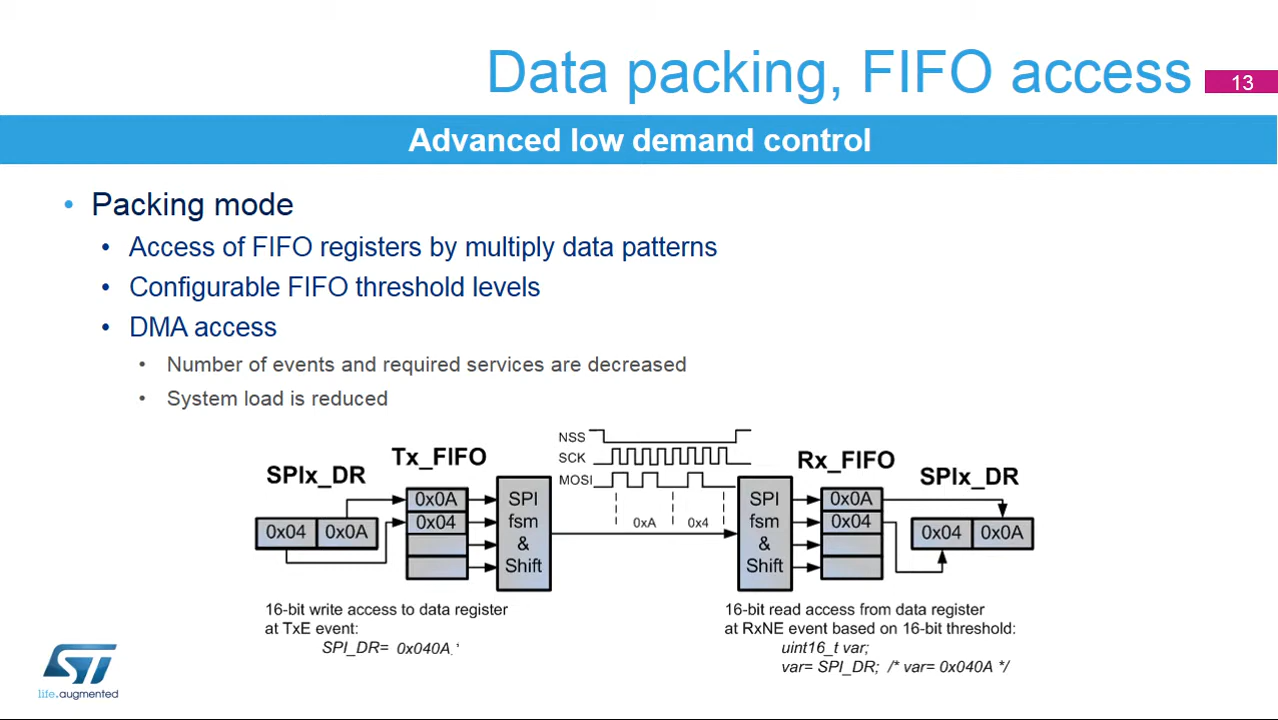 Data packing, FIFO access
13
Advanced low demand control
• Packing mode
• Access of FIFO registers by multiply data patterns
• Configurable FIFO threshold levels
• DMA access
• Number of events and required services are decreased
• System load is reduced
SPIx_DR
Tx_FIFO
NSS
SCK
MOSI
Rx_FIFO
SPIx_DR
0x04 0x0A
0x0A
0x04
SPI
fsm
&
Shift
0xA 0x4
SPI
fsm
&
Shift
0x0A
0x04
0x04 0x0A
16-bit write access to data register
at TxE event:
SPI_DR= 0x040A.'
16-bit read access from data register
at RxNE event based on 16-bit threshold:
uint16_t var;
var= SPI_DR; /* var= 0x040A */
ST
life.augmented